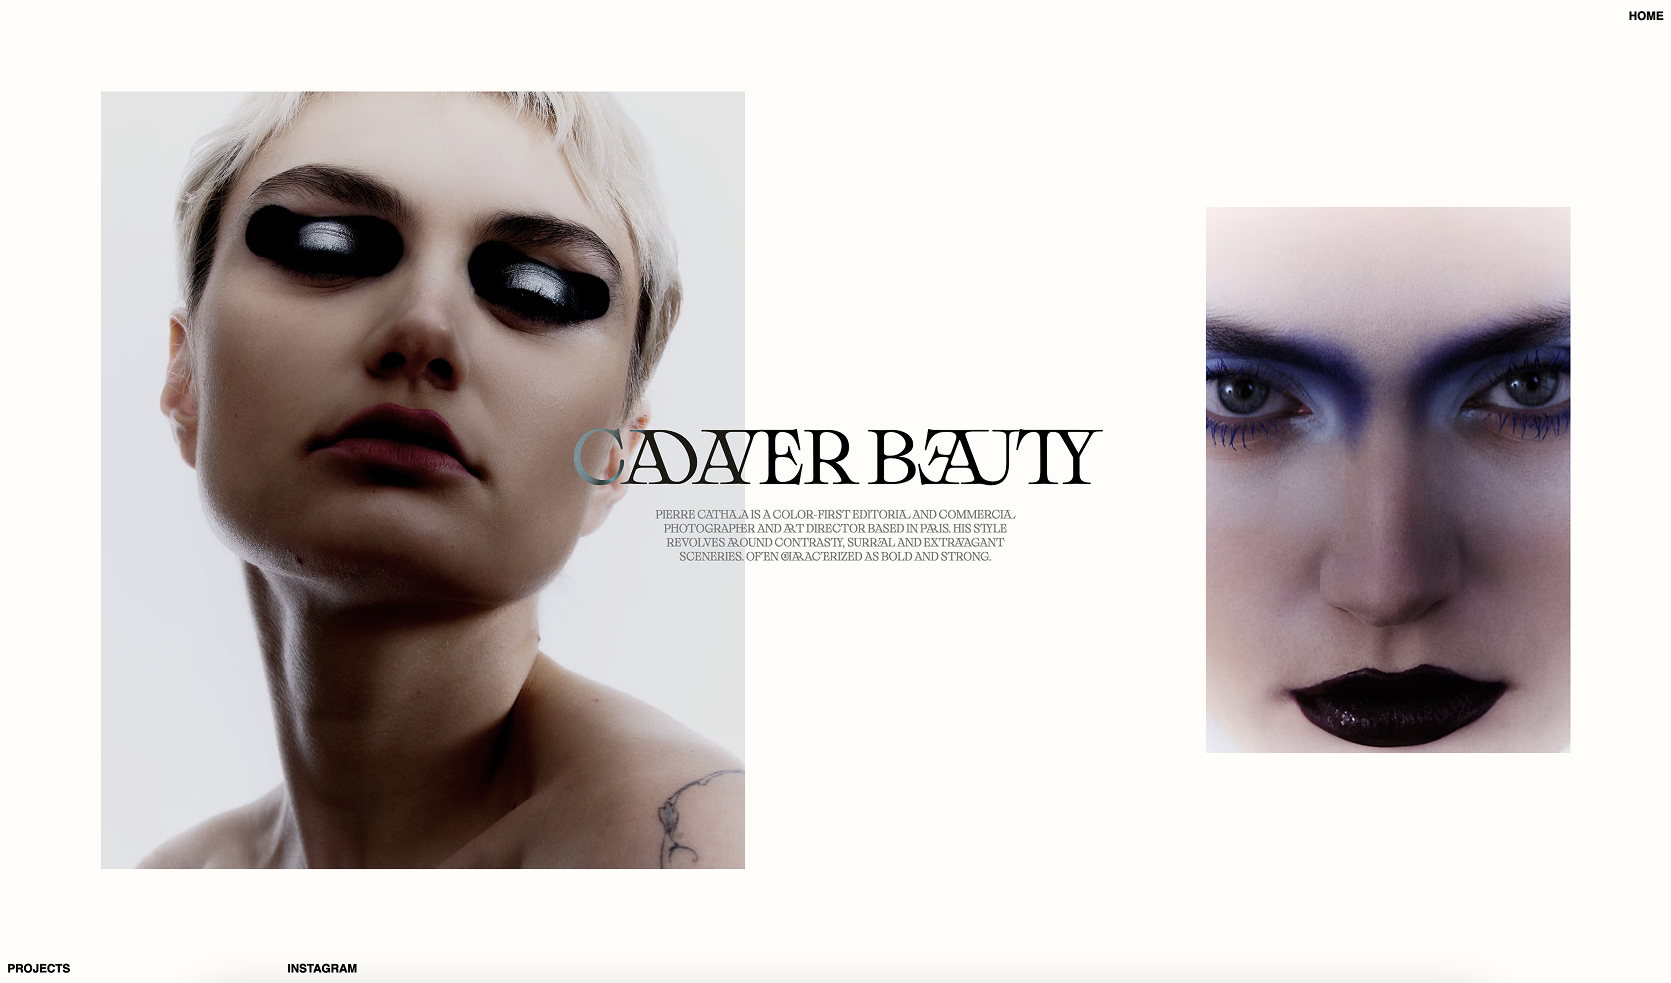 HOME
CADAVER BEAUTY
PIERRE CATHALA IS A COLOR-FIRST EDITORIAL AND COMMERCIAL
PHOTOGRAPHER AND ART DIRECTOR BASED IN PARIS. HIS STYLE
REVOLVES AROUND CONTRASTY, SURREAL AND EXTRAVAGANT
SCENERIES. OFTEN CHARACTERIZED AS BOLD AND STRONG.
PROJECTS
INSTAGRAM